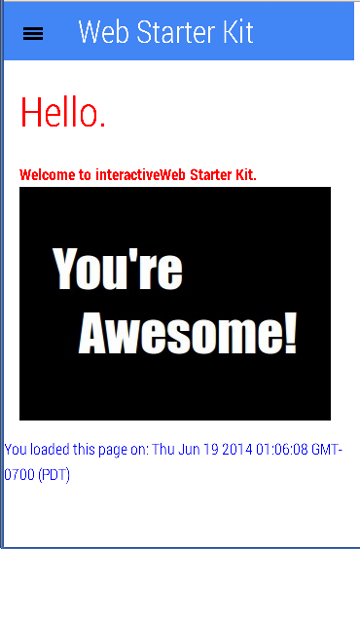 Web Starter Kit
Hello.
Welcome to interactiveWeb Starter Kit.
You're
Awesome!
You loaded this page on: Thu Jun 19 2014 01:06:08 GMT-
0700 (PDT)